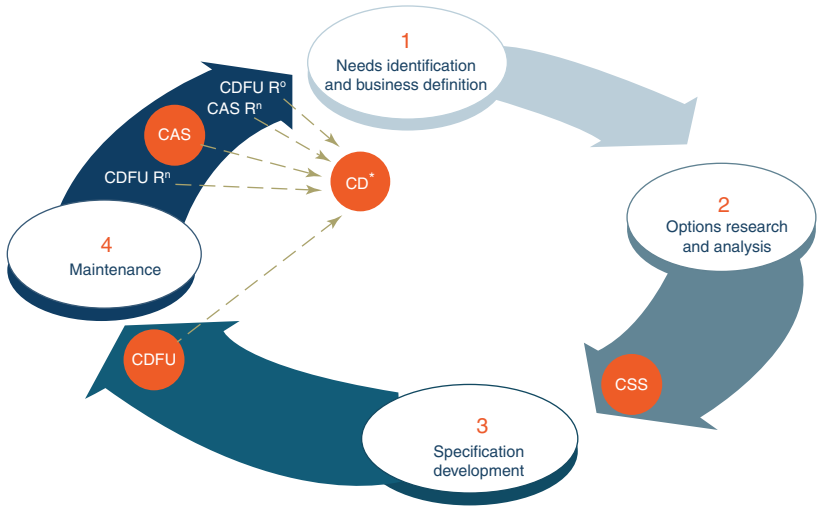 1
Needs identification
and business definition
2
Options research
and analysis
CSS
3
Specification
development
CDFU
4
Maintenance
CDFU Rⁿ
CAS
CAS Rⁿ
CDFU Rº
CD*